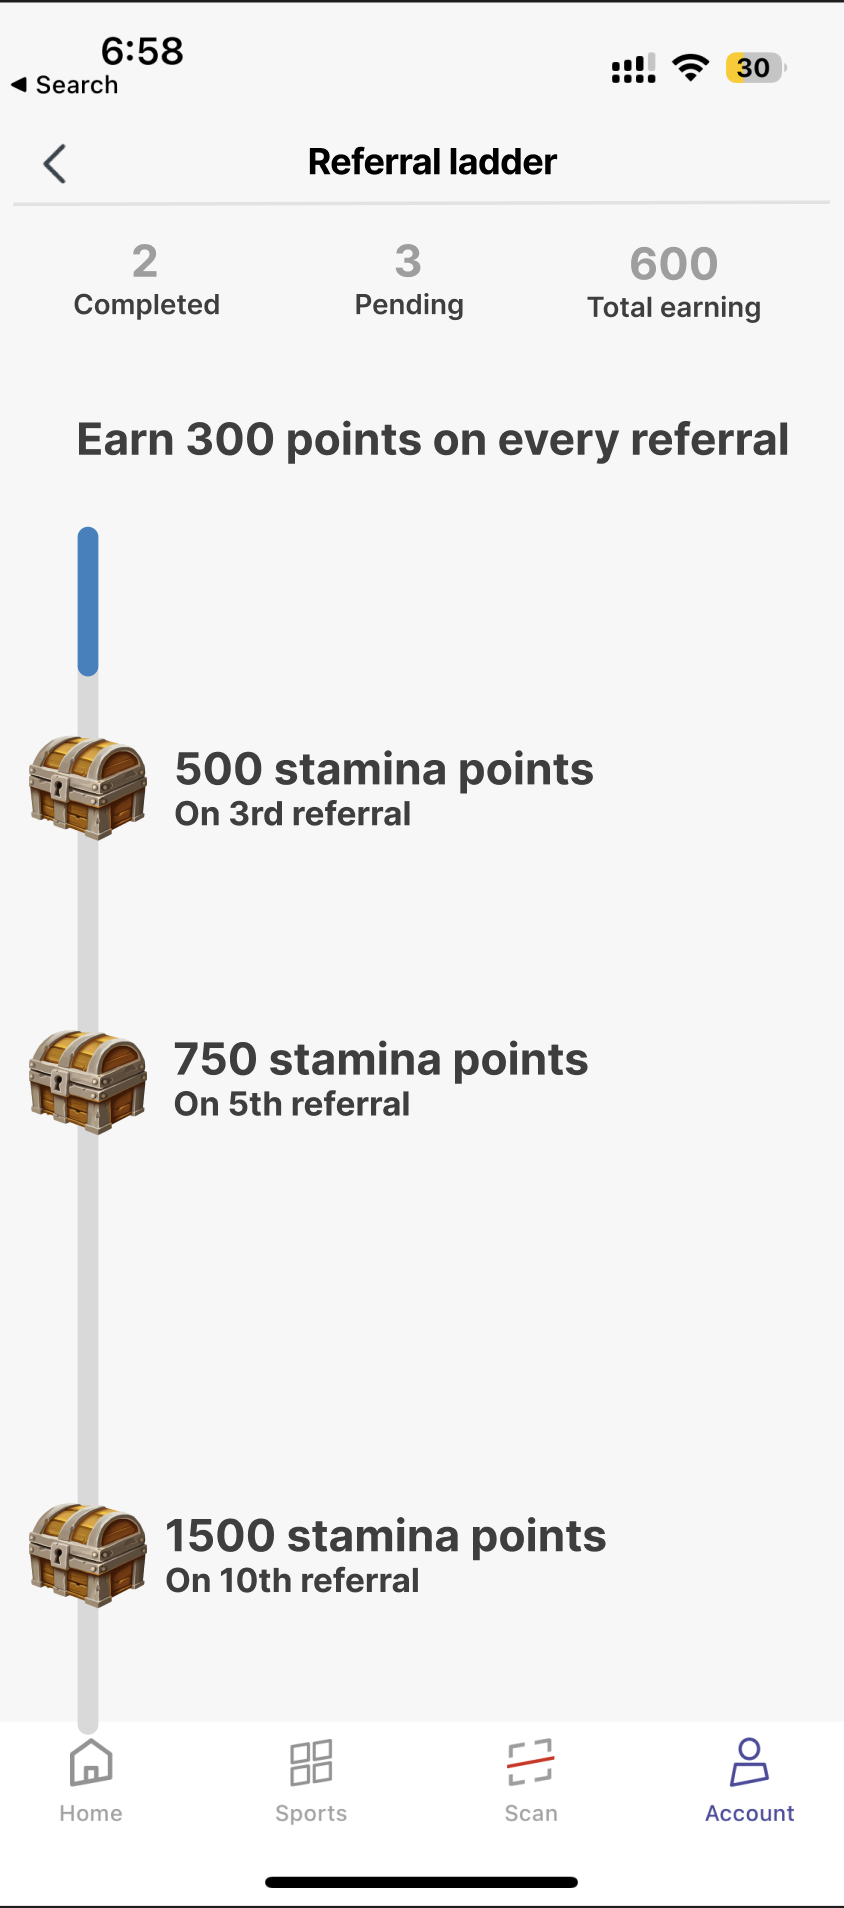 6:58
◀ Search
30
Referral ladder
2
Completed
3
Pending
600
Total earning
Earn 300 points on every referral
500 stamina points
On 3rd referral
750 stamina points
On 5th referral
1500 stamina points
On 10th referral
Home
Sports
Scan
Account